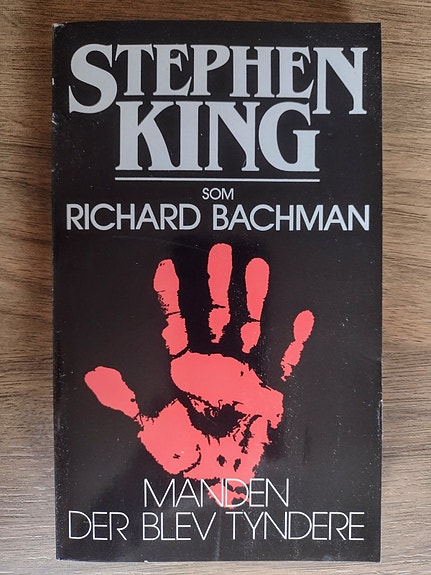 STEPHEN
KING
SOM
RICHARD BACHMAN
MANDEN
DER BLEV TYNDERE